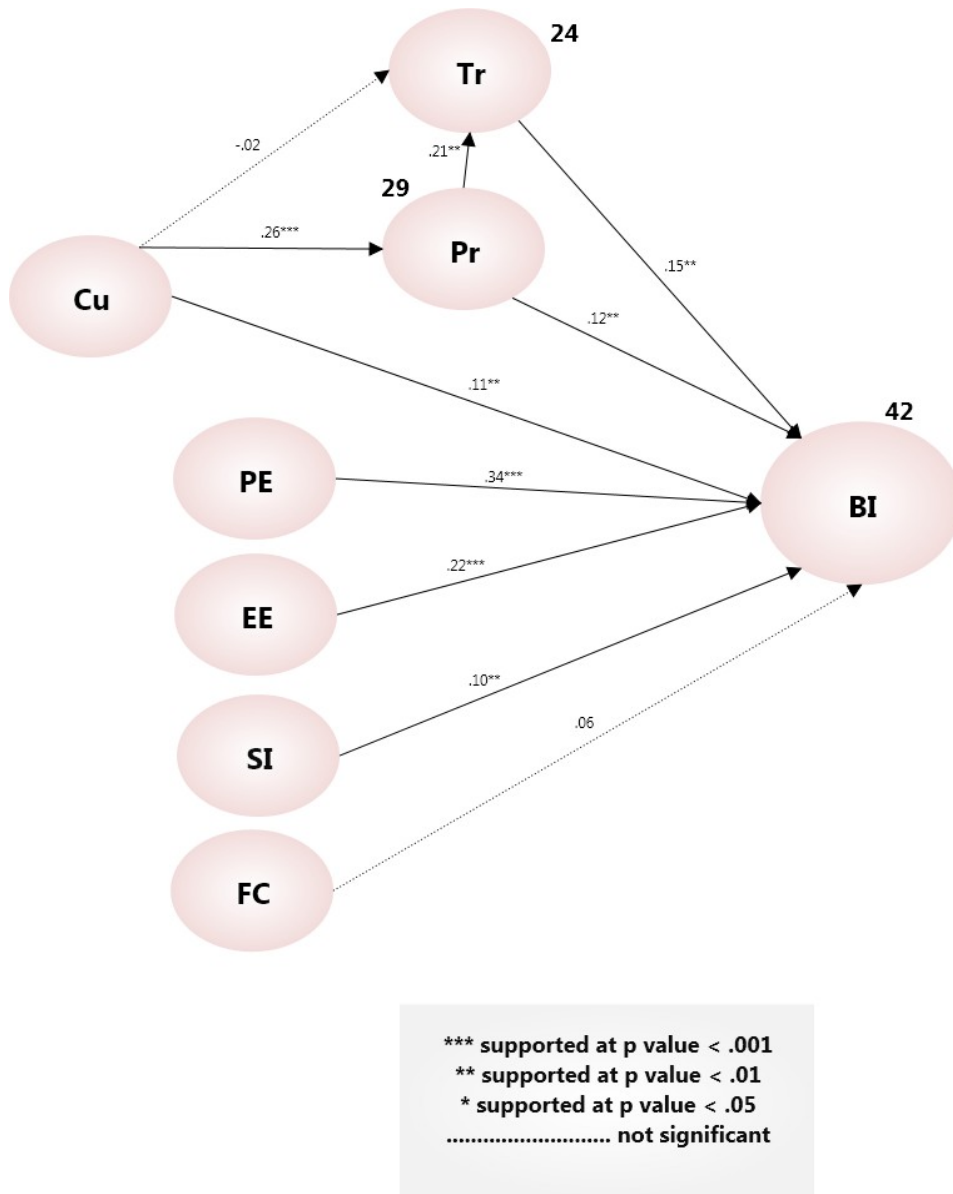 24
Tr
-.02
.21**
29
.26***
Pr
Cu
.15**
.12**
.11**
42
PE
.34***
BI
.22***
EE
.10**
SI
.06
FC
*** supported at p value < .001
** supported at p value < .01
* supported at p value < .05
........................... not significant